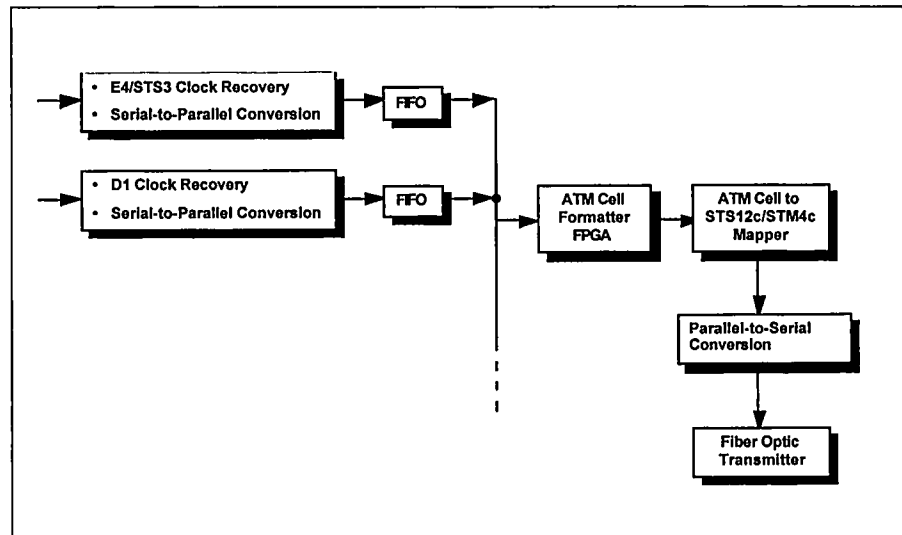 • E4/STS3 Clock Recovery
• Serial-to-Parallel Conversion
FIFO
• D1 Clock Recovery
• Serial-to-Parallel Conversion
FIFO
ATM Cell
Formatter
FPGA
ATM Cell to
STS12c/STM4c
Mapper
Parallel-to-Serial
Conversion
Fiber Optic
Transmitter